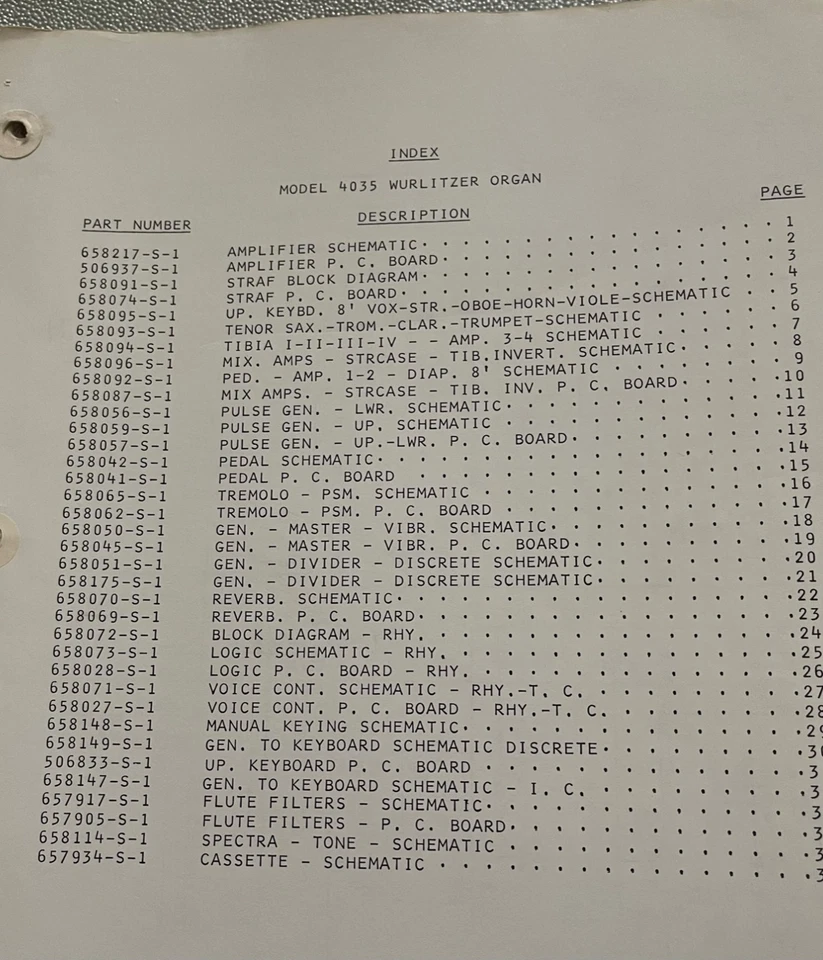 INDEX
MODEL 4035 WURLITZER ORGAN
PART NUMBER DESCRIPTION PAGE
658217-S-1 AMPLIFIER SCHEMATIC 1
506937-S-1 AMPLIFIER P. C. BOARD 2
658091-S-1 STRAF BLOCK DIAGRAM 3
658074-S-1 STRAF P. C. BOARD 4
658095-S-1 UP. KEYBD. 8' VOX-STR.-OBOE-HORN-VIOLE-SCHEMATIC 5
658093-S-1 TENOR SAX.-TROM.-CLAR.-TRUMPET-SCHEMATIC 6
658094-S-1 TIBIA I-II-III-IV - - AMP. 3-4 SCHEMATIC 7
658096-S-1 MIX. AMPS - STRCASE - TIB.INVERT. SCHEMATIC 8
658092-S-1 PED. - AMP. 1-2 - DIAP. 8' SCHEMATIC 9
658087-S-1 MIX AMPS. - STRCASE - TIB. INV. P. C. BOARD 10
658056-S-1 PULSE GEN. - LWR. SCHEMATIC 11
658059-S-1 PULSE GEN. - UP. SCHEMATIC 12
658057-S-1 PULSE GEN. - UP.-LWR. P. C. BOARD 13
658042-S-1 PEDAL SCHEMATIC 14
658041-S-1 PEDAL P. C. BOARD 15
658065-S-1 TREMOLO - PSM. SCHEMATIC 16
658062-S-1 TREMOLO - PSM. P. C. BOARD 17
658050-S-1 GEN. - MASTER - VIBR. SCHEMATIC 18
658045-S-1 GEN. - MASTER - VIBR. P. C. BOARD 19
658051-S-1 GEN. - DIVIDER - DISCRETE SCHEMATIC 20
658175-S-1 GEN. - DIVIDER - DISCRETE SCHEMATIC 21
658070-S-1 REVERB. SCHEMATIC 22
658069-S-1 REVERB. P. C. BOARD 23
658072-S-1 BLOCK DIAGRAM - RHY. 24
658073-S-1 LOGIC SCHEMATIC - RHY. 25
658028-S-1 LOGIC P. C. BOARD - RHY. 26
658071-S-1 VOICE CONT. SCHEMATIC - RHY.-T. C. 27
658027-S-1 VOICE CONT. P. C. BOARD - RHY.-T. C. 28
658148-S-1 MANUAL KEYING SCHEMATIC 29
658149-S-1 GEN. TO KEYBOARD SCHEMATIC DISCRETE 30
506833-S-1 UP. KEYBOARD P. C. BOARD 3
658147-S-1 GEN. TO KEYBOARD SCHEMATIC - I. C. 3
657917-S-1 FLUTE FILTERS - SCHEMATIC 3
657905-S-1 FLUTE FILTERS - P. C. BOARD 3
658114-S-1 SPECTRA - TONE - SCHEMATIC 3
657934-S-1 CASSETTE - SCHEMATIC 3